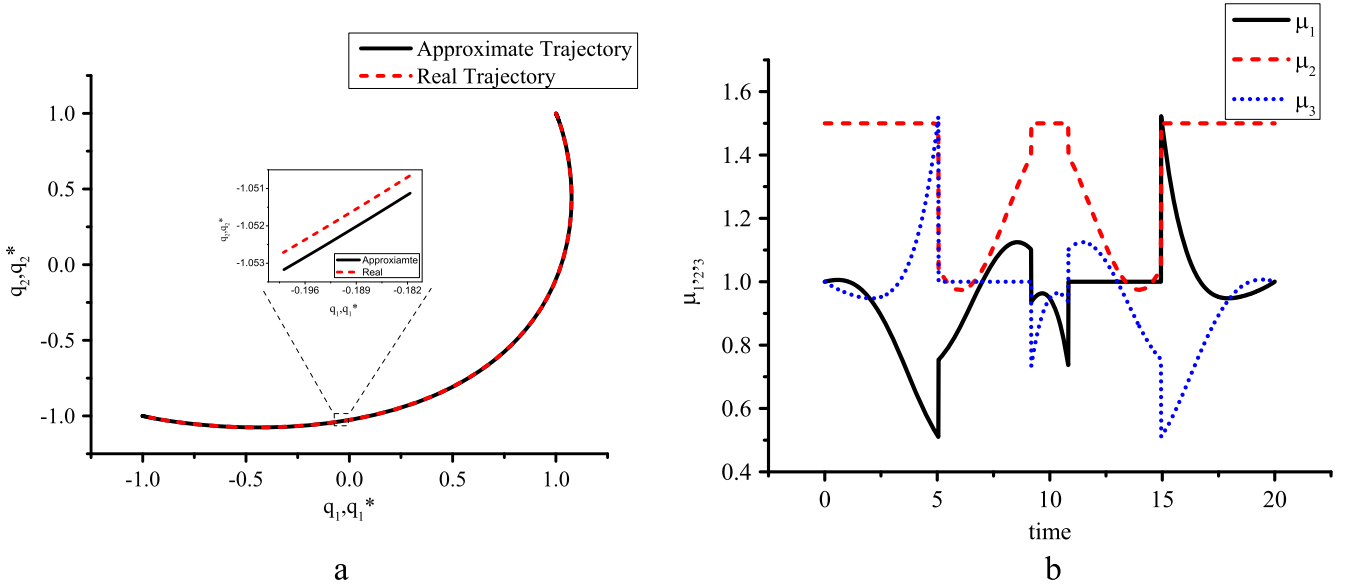 Approximate Trajectory
Real Trajectory
1.0
0.5
0.0
-0.5
-1.0
q₂,q₂*
-1.0
-0.5
0.0
0.5
1.0
q₁,q₁*
-1.051
-1.052
-1.053
q₂,q₂*
Approxiamte
Real
-0.196
-0.189
-0.182
q₁,q₁*
a
μ₁
μ₂
μ₃
1.6
1.4
1.2
1.0
0.8
0.6
0.4
μ₁,₂,₃
0
5
10
15
20
time
b